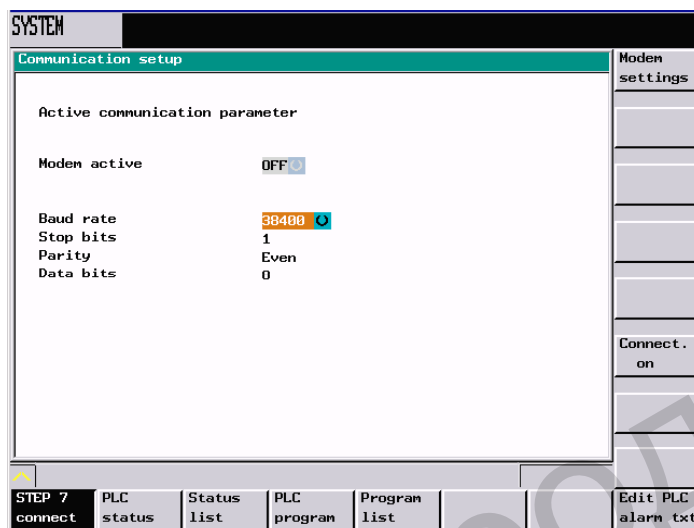 SYSTEM
Communication setup
Modem
settings
Active communication parameter
Modem active OFF
Baud rate 38400
Stop bits 1
Parity Even
Data bits 0
Connect.
on
STEP 7 PLC Status PLC Program Edit PLC
connect status list program list alarm txt